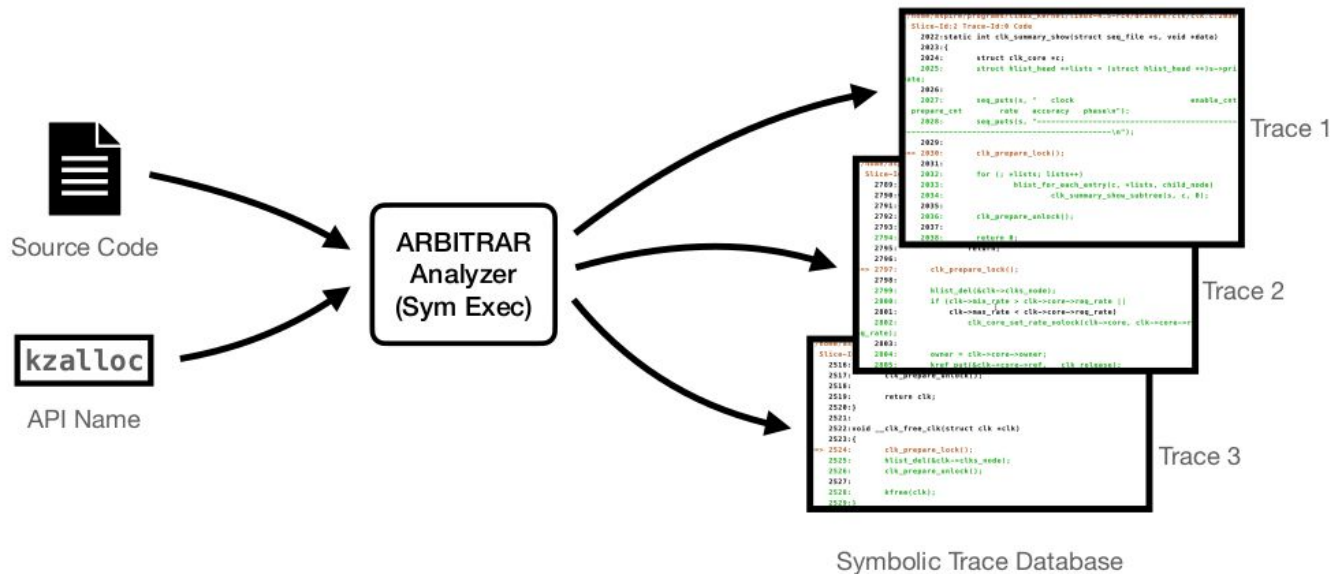 Source Code
kzalloc
API Name
ARBITRAR
Analyzer
(Sym Exec)
Slice-Id:2 Trace-Id:0 Code
2022:static int clk_summary_show(struct seq_file *s, void *data)
2023:{
2024: struct clk_core *c;
2025: struct hlist_head **lists = (struct hlist_head **)s->pri
ate;
2026:
2027: seq_puts(s, " clock enable_cnt
prepare_cnt rate accuracy phase\n");
2028: seq_puts(s, "----------------------------------------
----------------------------------------\n");
2029:
=> 2030: clk_prepare_lock();
2031:
2032: for (; *lists; lists++)
2033: hlist_for_each_entry(c, *lists, child_node)
2034: clk_summary_show_subtree(s, c, 0);
2035:
2036: clk_prepare_unlock();
2037:
2038: return 0;
Trace 1
Slice-I
2789:
2790:
2791:
2792:
2793:
2794:
2795: return;
2796:
=> 2797: clk_prepare_lock();
2798:
2799: hlist_del(&clk->clks_node);
2800: if (clk->min_rate > clk->core->req_rate ||
2801: clk->max_rate < clk->core->req_rate)
2802: clk_core_set_rate_nolock(clk->core, clk->core->r
q_rate);
2803:
2804: owner = clk->core->owner;
2805: kref_put(&clk->core->ref, __clk_release);
Trace 2
Slice-I
2516:
2517: clk_prepare_unlock();
2518:
2519: return clk;
2520:}
2521:
2522:void __clk_free_clk(struct clk *clk)
2523:{
=> 2524: clk_prepare_lock();
2525: hlist_del(&clk->clks_node);
2526: clk_prepare_unlock();
2527:
2528: kfree(clk);
2529:}
Trace 3
Symbolic Trace Database